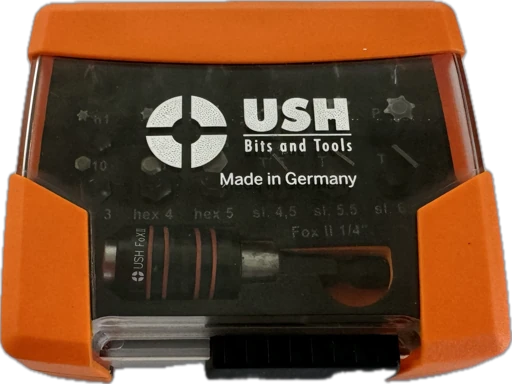 USH
Bits and Tools
Made in Germany
3 hex 4 hex 5 sl. 4,5 sl. 5.5 sl. 6
Fox II 1/4"
USH FoXII